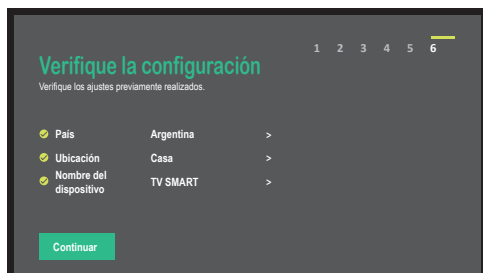 1 2 3 4 5 6
Verifique la configuración
Verifique los ajustes previamente realizados.
País Argentina >
Ubicación Casa >
Nombre del dispositivo TV SMART >
Continuar